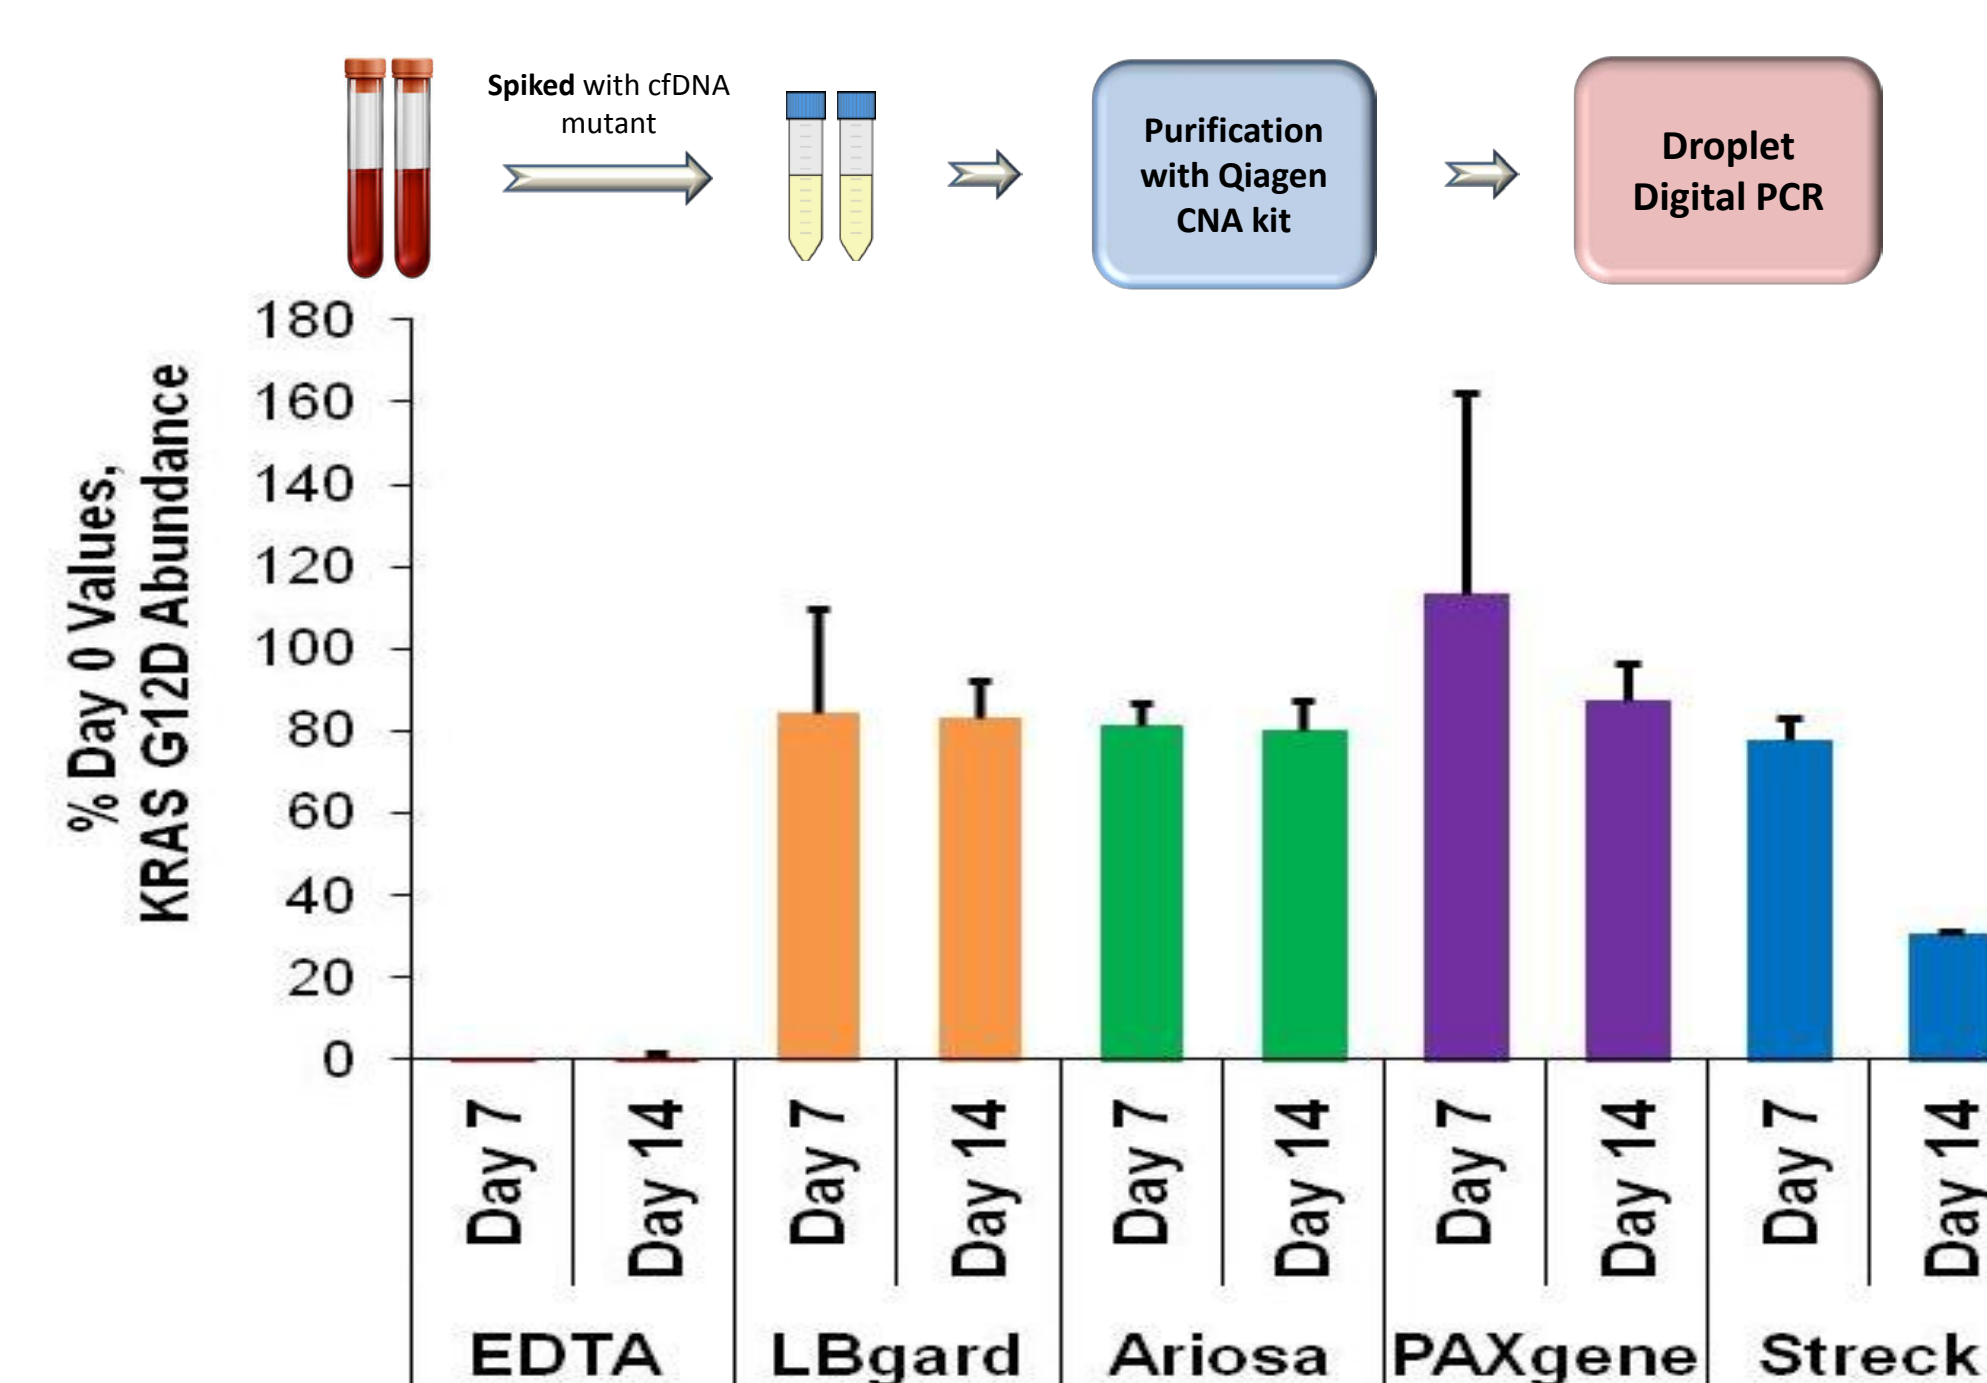 Spiked with cfDNA
mutant
Purification
with Qiagen
CNA kit
Droplet
Digital PCR
% Day 0 Values,
KRAS G12D Abundance
180
160
140
120
100
80
60
40
20
0
Day 7
Day 14
Day 7
Day 14
Day 7
Day 14
Day 7
Day 14
Day 7
Day 14
EDTA
LBgard
Ariosa
PAXgene
Streck